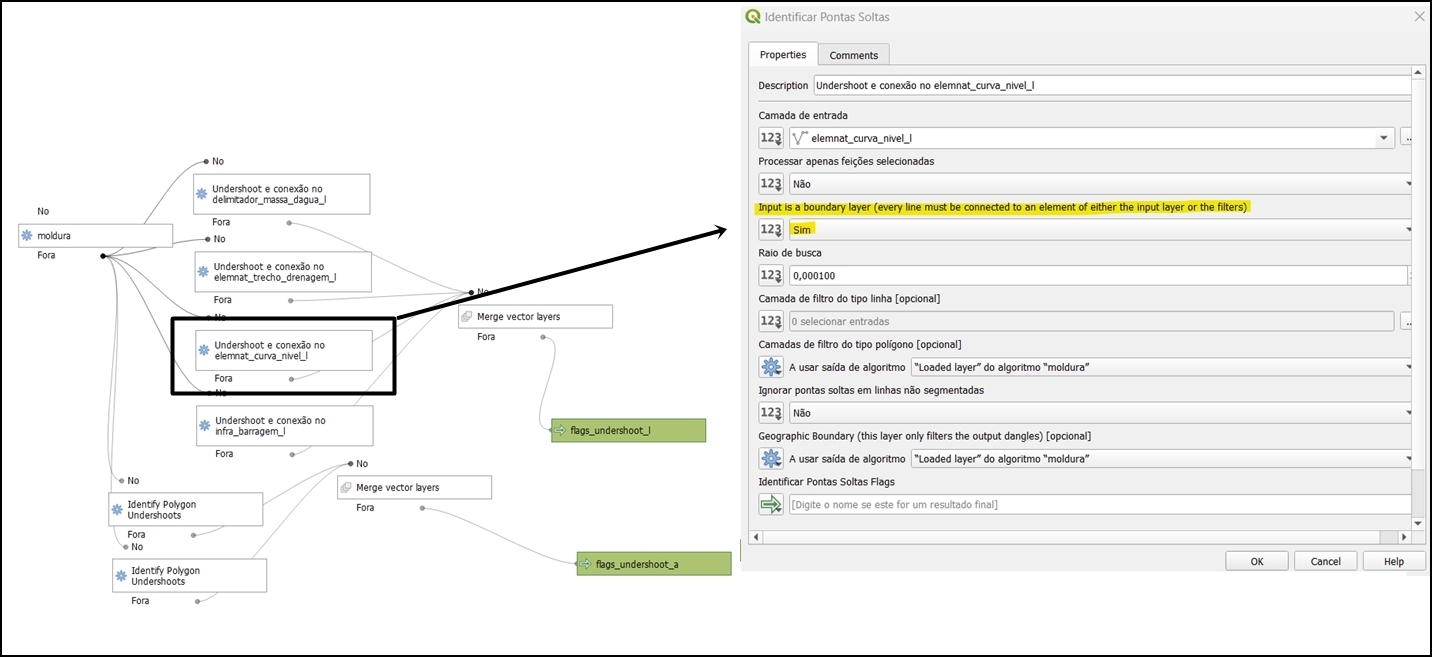 No
moldura
Fora
No
Undershoot e conexão no
delimitador_massa_dagua_l
Fora
No
Undershoot e conexão no
elemnat_trecho_drenagem_l
Fora
No
Undershoot e conexão no
elemnat_curva_nivel_l
Fora
No
Undershoot e conexão no
infra_barragem_l
Fora
No
Identify Polygon
Undershoots
Fora
No
Identify Polygon
Undershoots
Fora
No
Merge vector layers
Fora
flags_undershoot_l
No
Merge vector layers
Fora
flags_undershoot_a
Identificar Pontas Soltas
Properties
Comments
Description
Undershoot e conexão no elemnat_curva_nivel_l
Camada de entrada
123
elemnat_curva_nivel_l
...
Processar apenas feições selecionadas
123
Não
Input is a boundary layer (every line must be connected to an element of either the input layer or the filters)
123
Sim
Raio de busca
123
0,000100
Camada de filtro do tipo linha [opcional]
123
0 selecionar entradas
...
Camadas de filtro do tipo polígono [opcional]
A usar saída de algoritmo
“Loaded layer” do algoritmo “moldura”
Ignorar pontas soltas em linhas não segmentadas
123
Não
Geographic Boundary (this layer only filters the output dangles) [opcional]
A usar saída de algoritmo
“Loaded layer” do algoritmo “moldura”
Identificar Pontas Soltas Flags
[Digite o nome se este for um resultado final]
OK
Cancel
Help